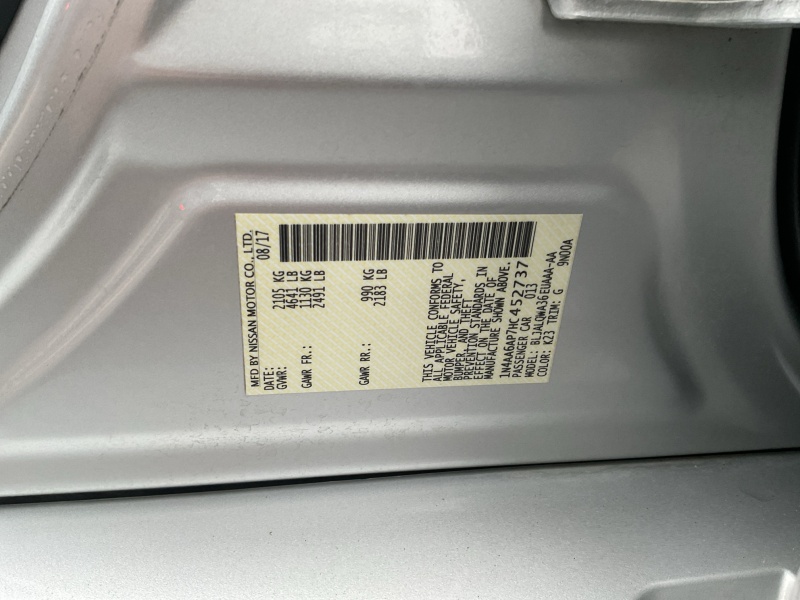 MFD BY NISSAN MOTOR CO., LTD.
DATE: 08/17
GVWR: 2105 KG
4641 LB
GAWR FR.: 1130 KG
2491 LB
GAWR RR.: 990 KG
2183 LB
THIS VEHICLE CONFORMS TO
ALL APPLICABLE FEDERAL
MOTOR VEHICLE SAFETY,
BUMPER, AND THEFT
PREVENTION STANDARDS IN
EFFECT ON THE DATE OF
MANUFACTURE SHOWN ABOVE.
1N4AA6AP7HC452737
PASSENGER CAR 013
MODEL: BLJALQWA36EUAAA-AA
COLOR: K23 TRIM: G 9N00A